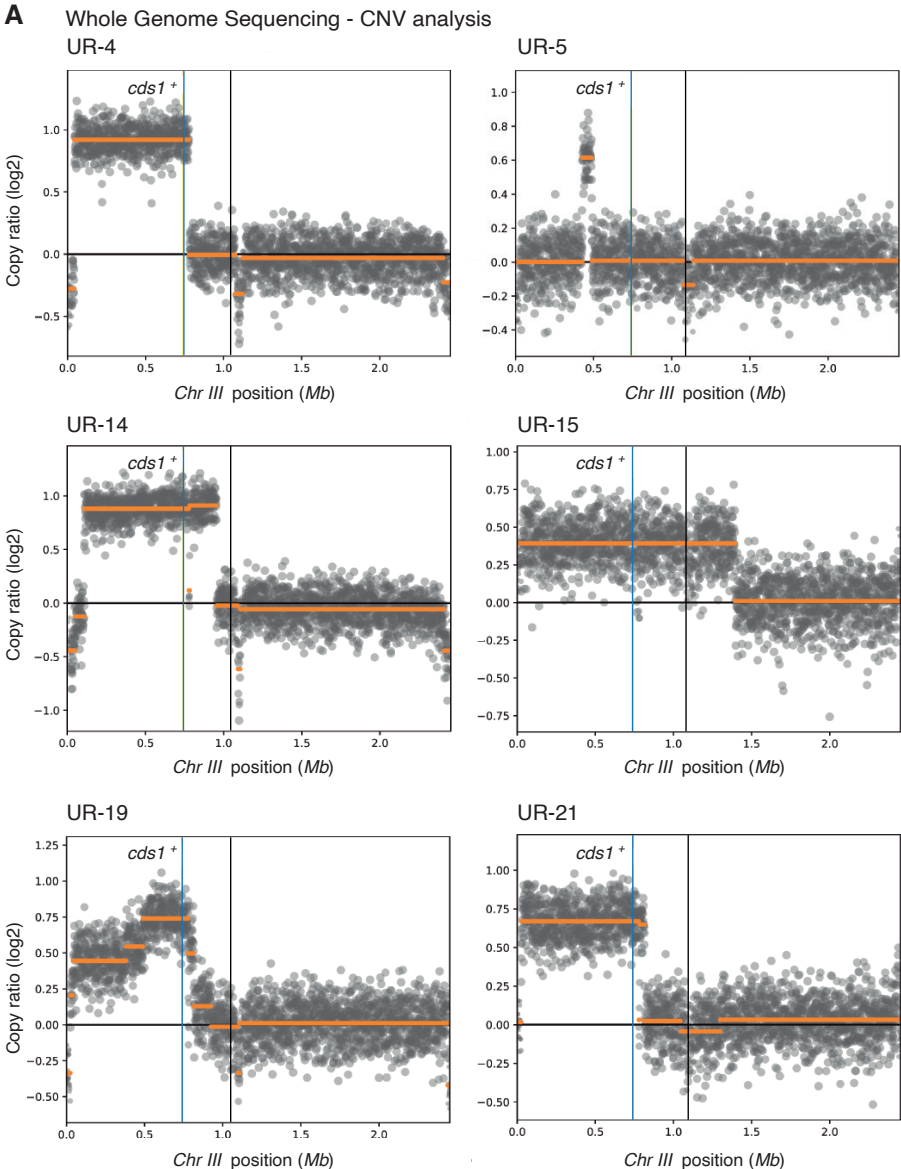 A Whole Genome Sequencing - CNV analysis
UR-4
cds1 +
Copy ratio (log2)
1.0
0.5
0.0
−0.5
0.0 0.5 1.0 1.5 2.0
Chr III position (Mb)
UR-5
cds1 +
1.0
0.8
0.6
0.4
0.2
0.0
−0.2
−0.4
0.0 0.5 1.0 1.5 2.0
Chr III position (Mb)
UR-14
cds1 +
Copy ratio (log2)
1.0
0.5
0.0
−0.5
−1.0
0.0 0.5 1.0 1.5 2.0
Chr III position (Mb)
UR-15
cds1 +
1.00
0.75
0.50
0.25
0.00
−0.25
−0.50
−0.75
0.0 0.5 1.0 1.5 2.0
Chr III position (Mb)
UR-19
cds1 +
Copy ratio (log2)
1.25
1.00
0.75
0.50
0.25
0.00
−0.25
−0.50
0.0 0.5 1.0 1.5 2.0
Chr III position (Mb)
UR-21
cds1 +
1.00
0.75
0.50
0.25
0.00
−0.25
−0.50
0.0 0.5 1.0 1.5 2.0
Chr III position (Mb)